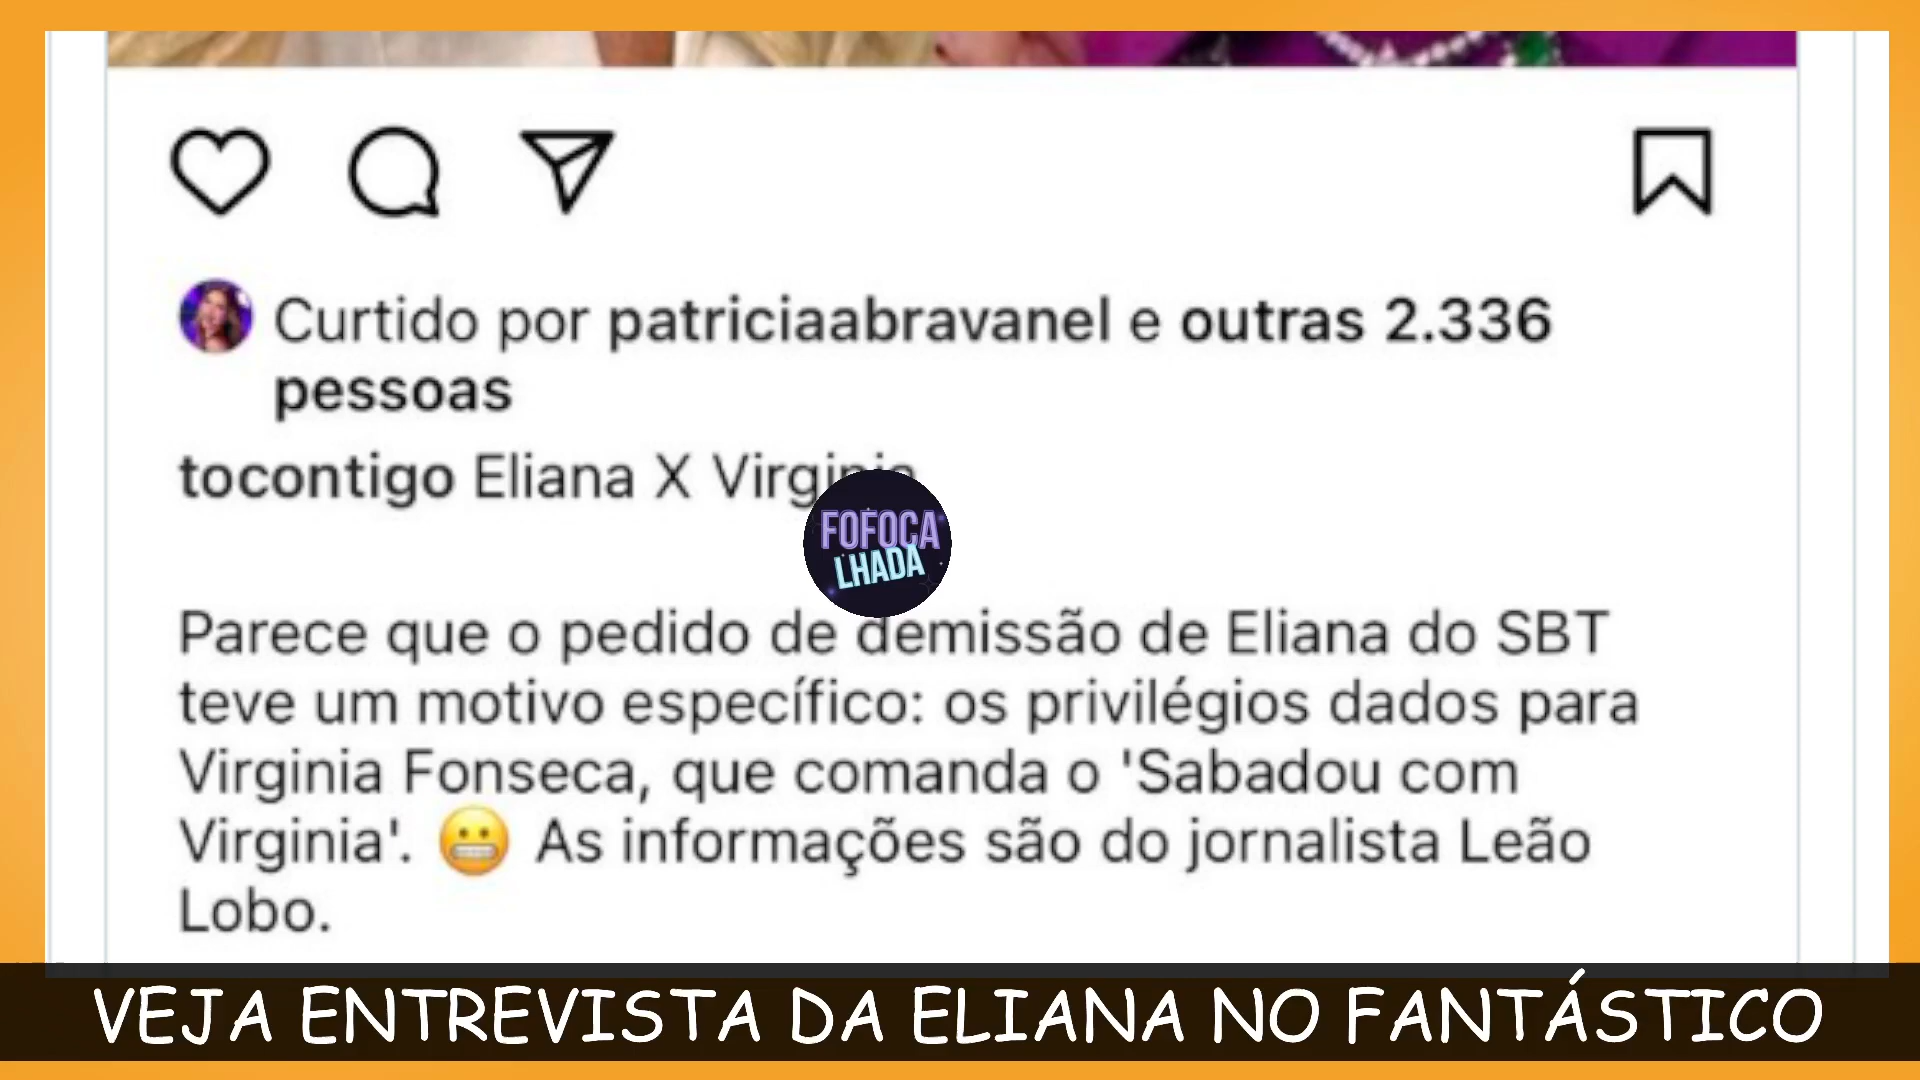 Curtido por patriciaabravanel e outras 2.336
pessoas
tocontigo Eliana X Virginia
FOFOCA
LHADA
Parece que o pedido de demissão de Eliana do SBT
teve um motivo específico: os privilégios dados para
Virginia Fonseca, que comanda o 'Sabadou com
Virginia'. 😬 As informações são do jornalista Leão
Lobo.
VEJA ENTREVISTA DA ELIANA NO FANTÁSTICO